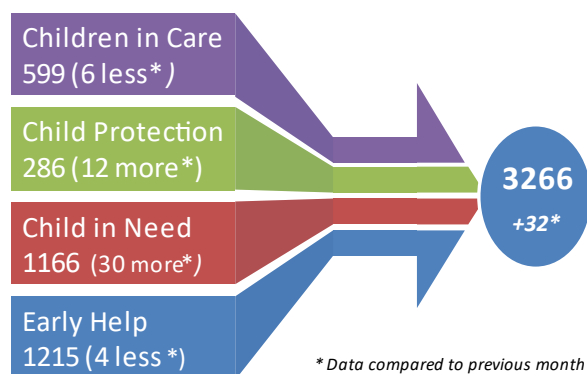 Children in Care
599 (6 less*)
Child Protection
286 (12 more*)
Child in Need
1166 (30 more*)
Early Help
1215 (4 less *)
3266
+32*
* Data compared to previous month